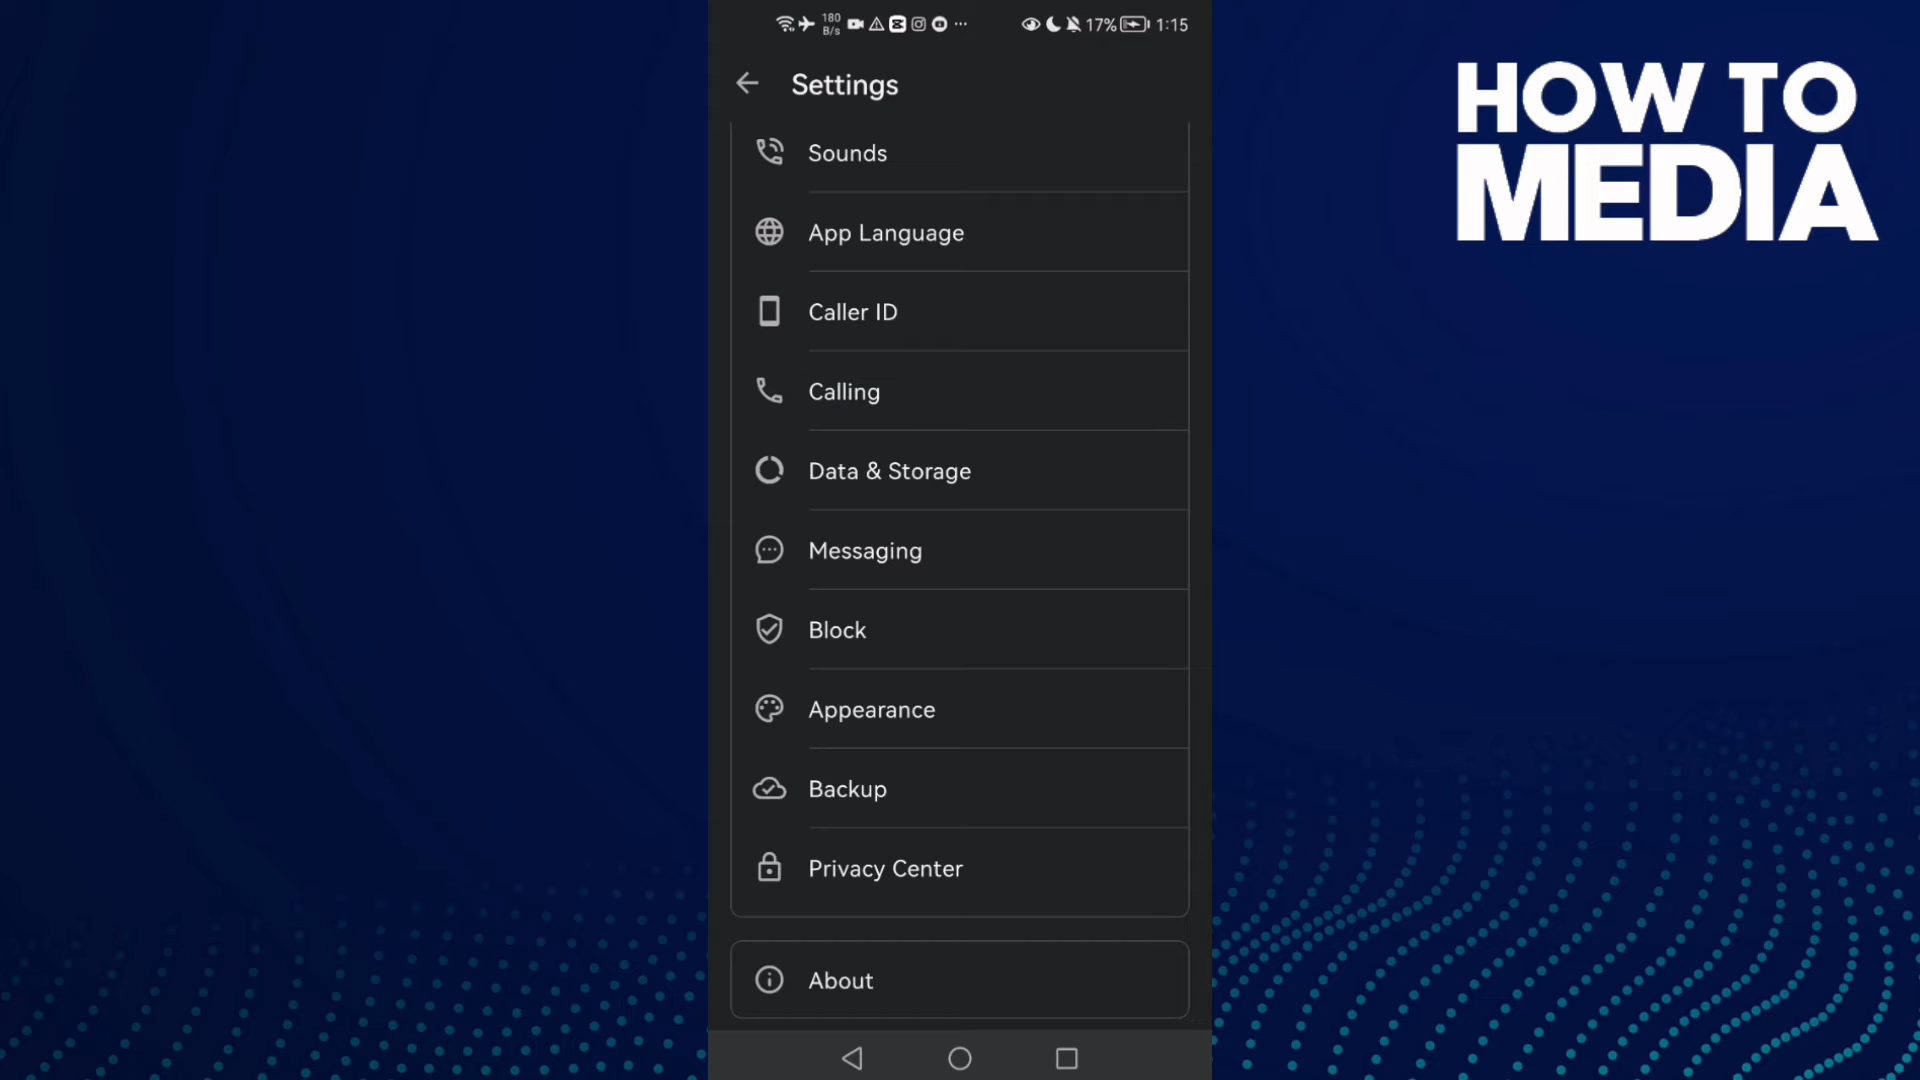 180
B/s
17%
1:15
Settings
HOW TO
MEDIA
Sounds
App Language
Caller ID
Calling
Data & Storage
Messaging
Block
Appearance
Backup
Privacy Center
About